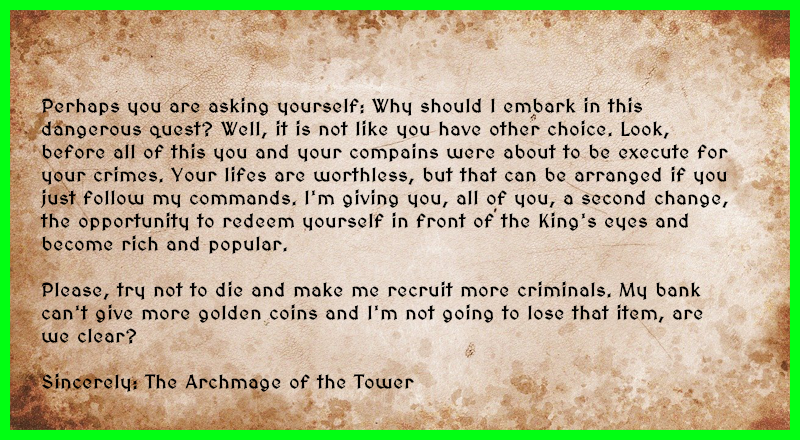 Perhaps you are asking yourself: Why should I embark in this
dangerous quest? Well, it is not like you have other choice. Look,
before all of this you and your compains were about to be execute for
your crimes. Your lifes are worthless, but that can be arranged if you
just follow my commands. I'm giving you, all of you, a second change,
the opportunity to redeem yourself in front of the King's eyes and
become rich and popular.
Please, try not to die and make me recruit more criminals. My bank
can't give more golden coins and I'm not going to lose that item, are
we clear?
Sincerely: The Archmage of the Tower